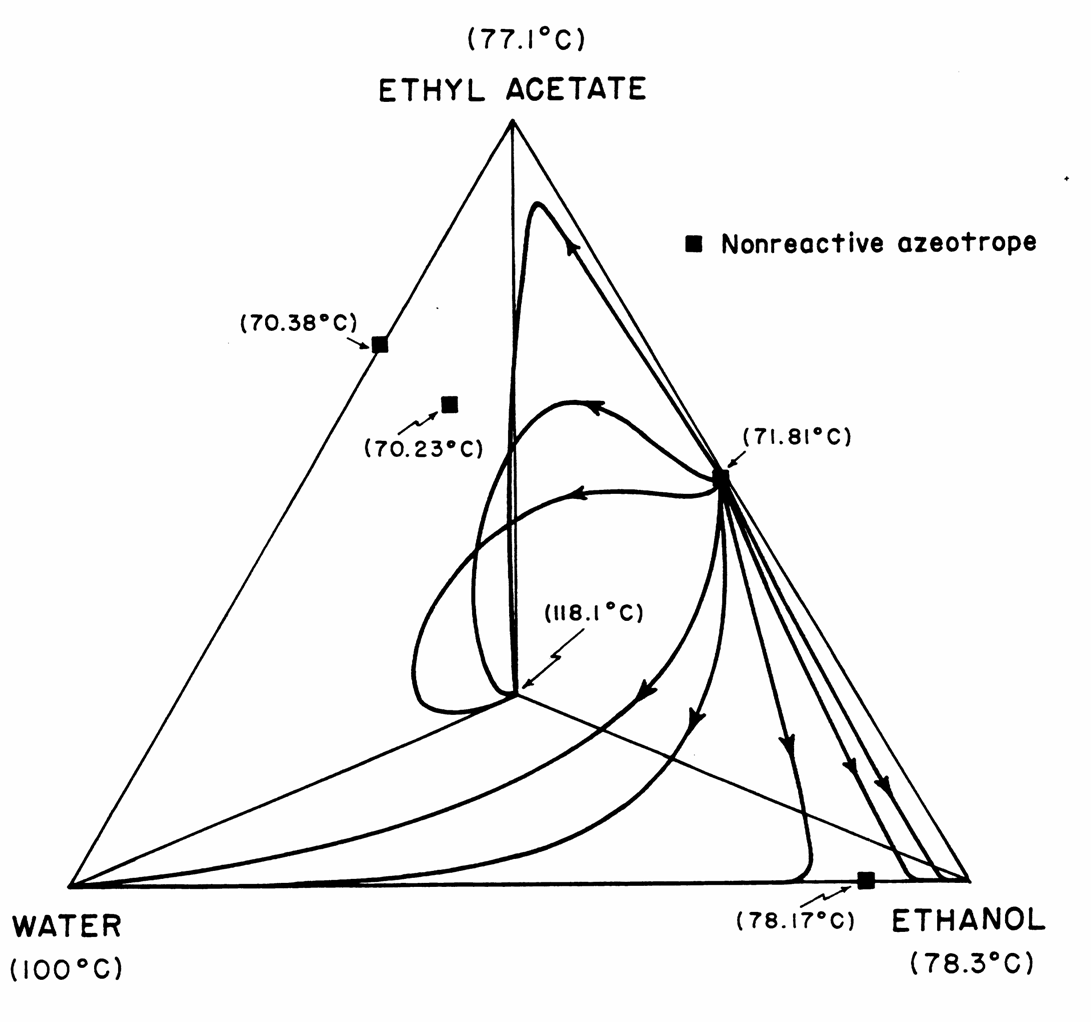 (77.1°C)
ETHYL ACETATE
■ Nonreactive azeotrope
(70.38°C)
(70.23°C)
(71.81°C)
(118.1°C)
(78.17°C)
WATER
(100°C)
ETHANOL
(78.3°C)